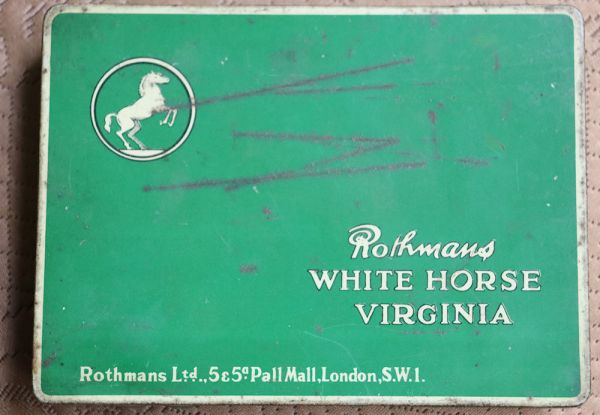 Rothmans
WHITE HORSE
VIRGINIA
Rothmans Ltd., 5 & 5a Pall Mall, London, S.W.1.